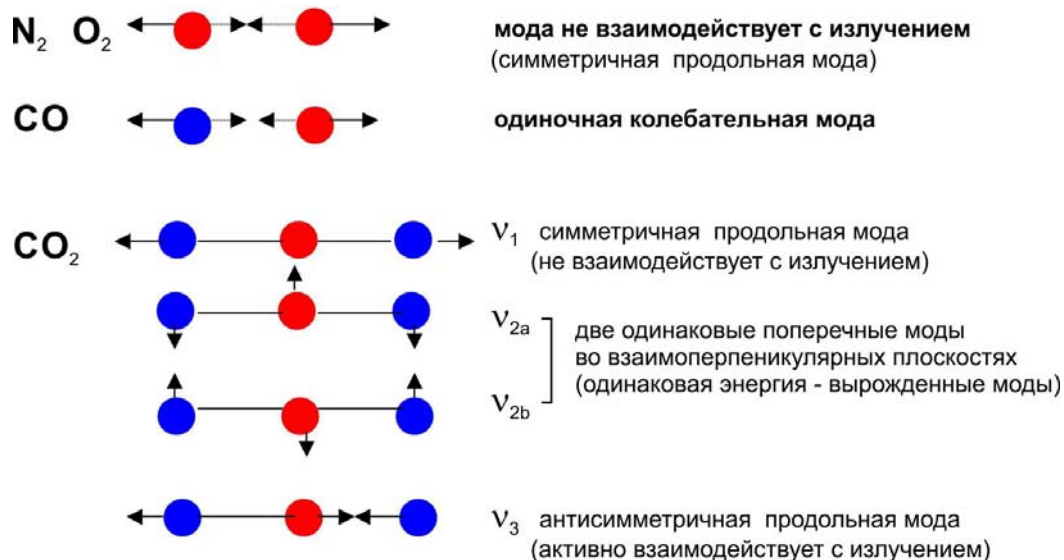 N₂ O₂ мода не взаимодействует с излучением
(симметричная продольная мода)
CO одиночная колебательная мода
CO₂ ν₁ симметричная продольная мода
(не взаимодействует с излучением)
ν₂ₐ две одинаковые поперечные моды
во взаимоперпеникулярных плоскостях
(одинаковая энергия - вырожденные моды)
ν2b
ν₃ антисимметричная продольная мода
(активно взаимодействует с излучением)